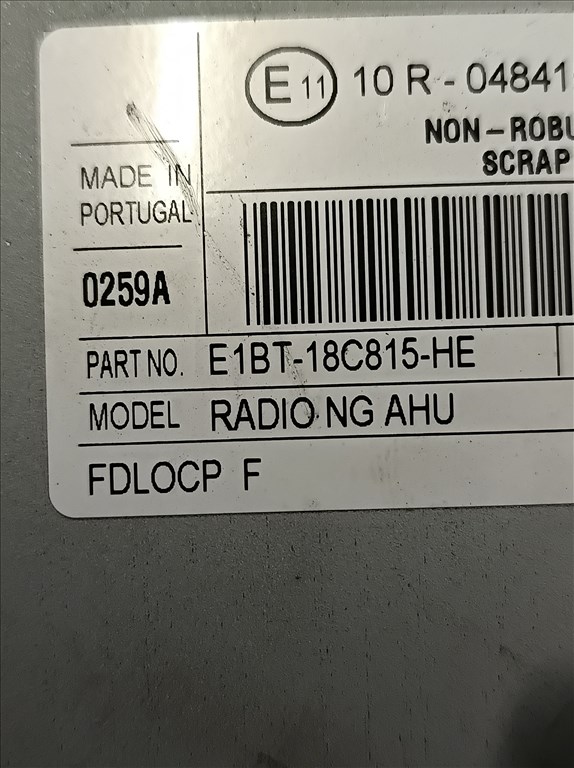 E 11 10 R - 04841
NON-ROBU
SCRAP
MADE IN
PORTUGAL
0259A
PART NO. E1BT-18C815-HE
MODEL RADIO NG AHU
FDLOCP F